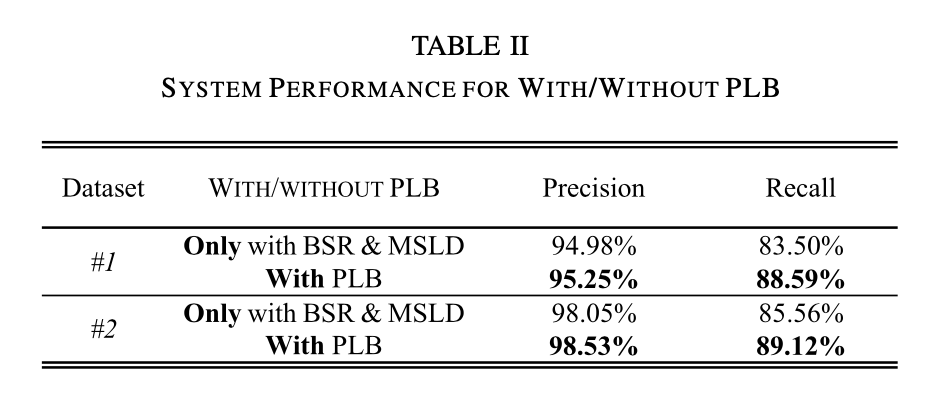 TABLE II
SYSTEM PERFORMANCE FOR WITH/WITHOUT PLB
Dataset WITH/WITHOUT PLB Precision Recall
#1
Only with BSR & MSLD 94.98% 83.50%
With PLB 95.25% 88.59%
#2
Only with BSR & MSLD 98.05% 85.56%
With PLB 98.53% 89.12%